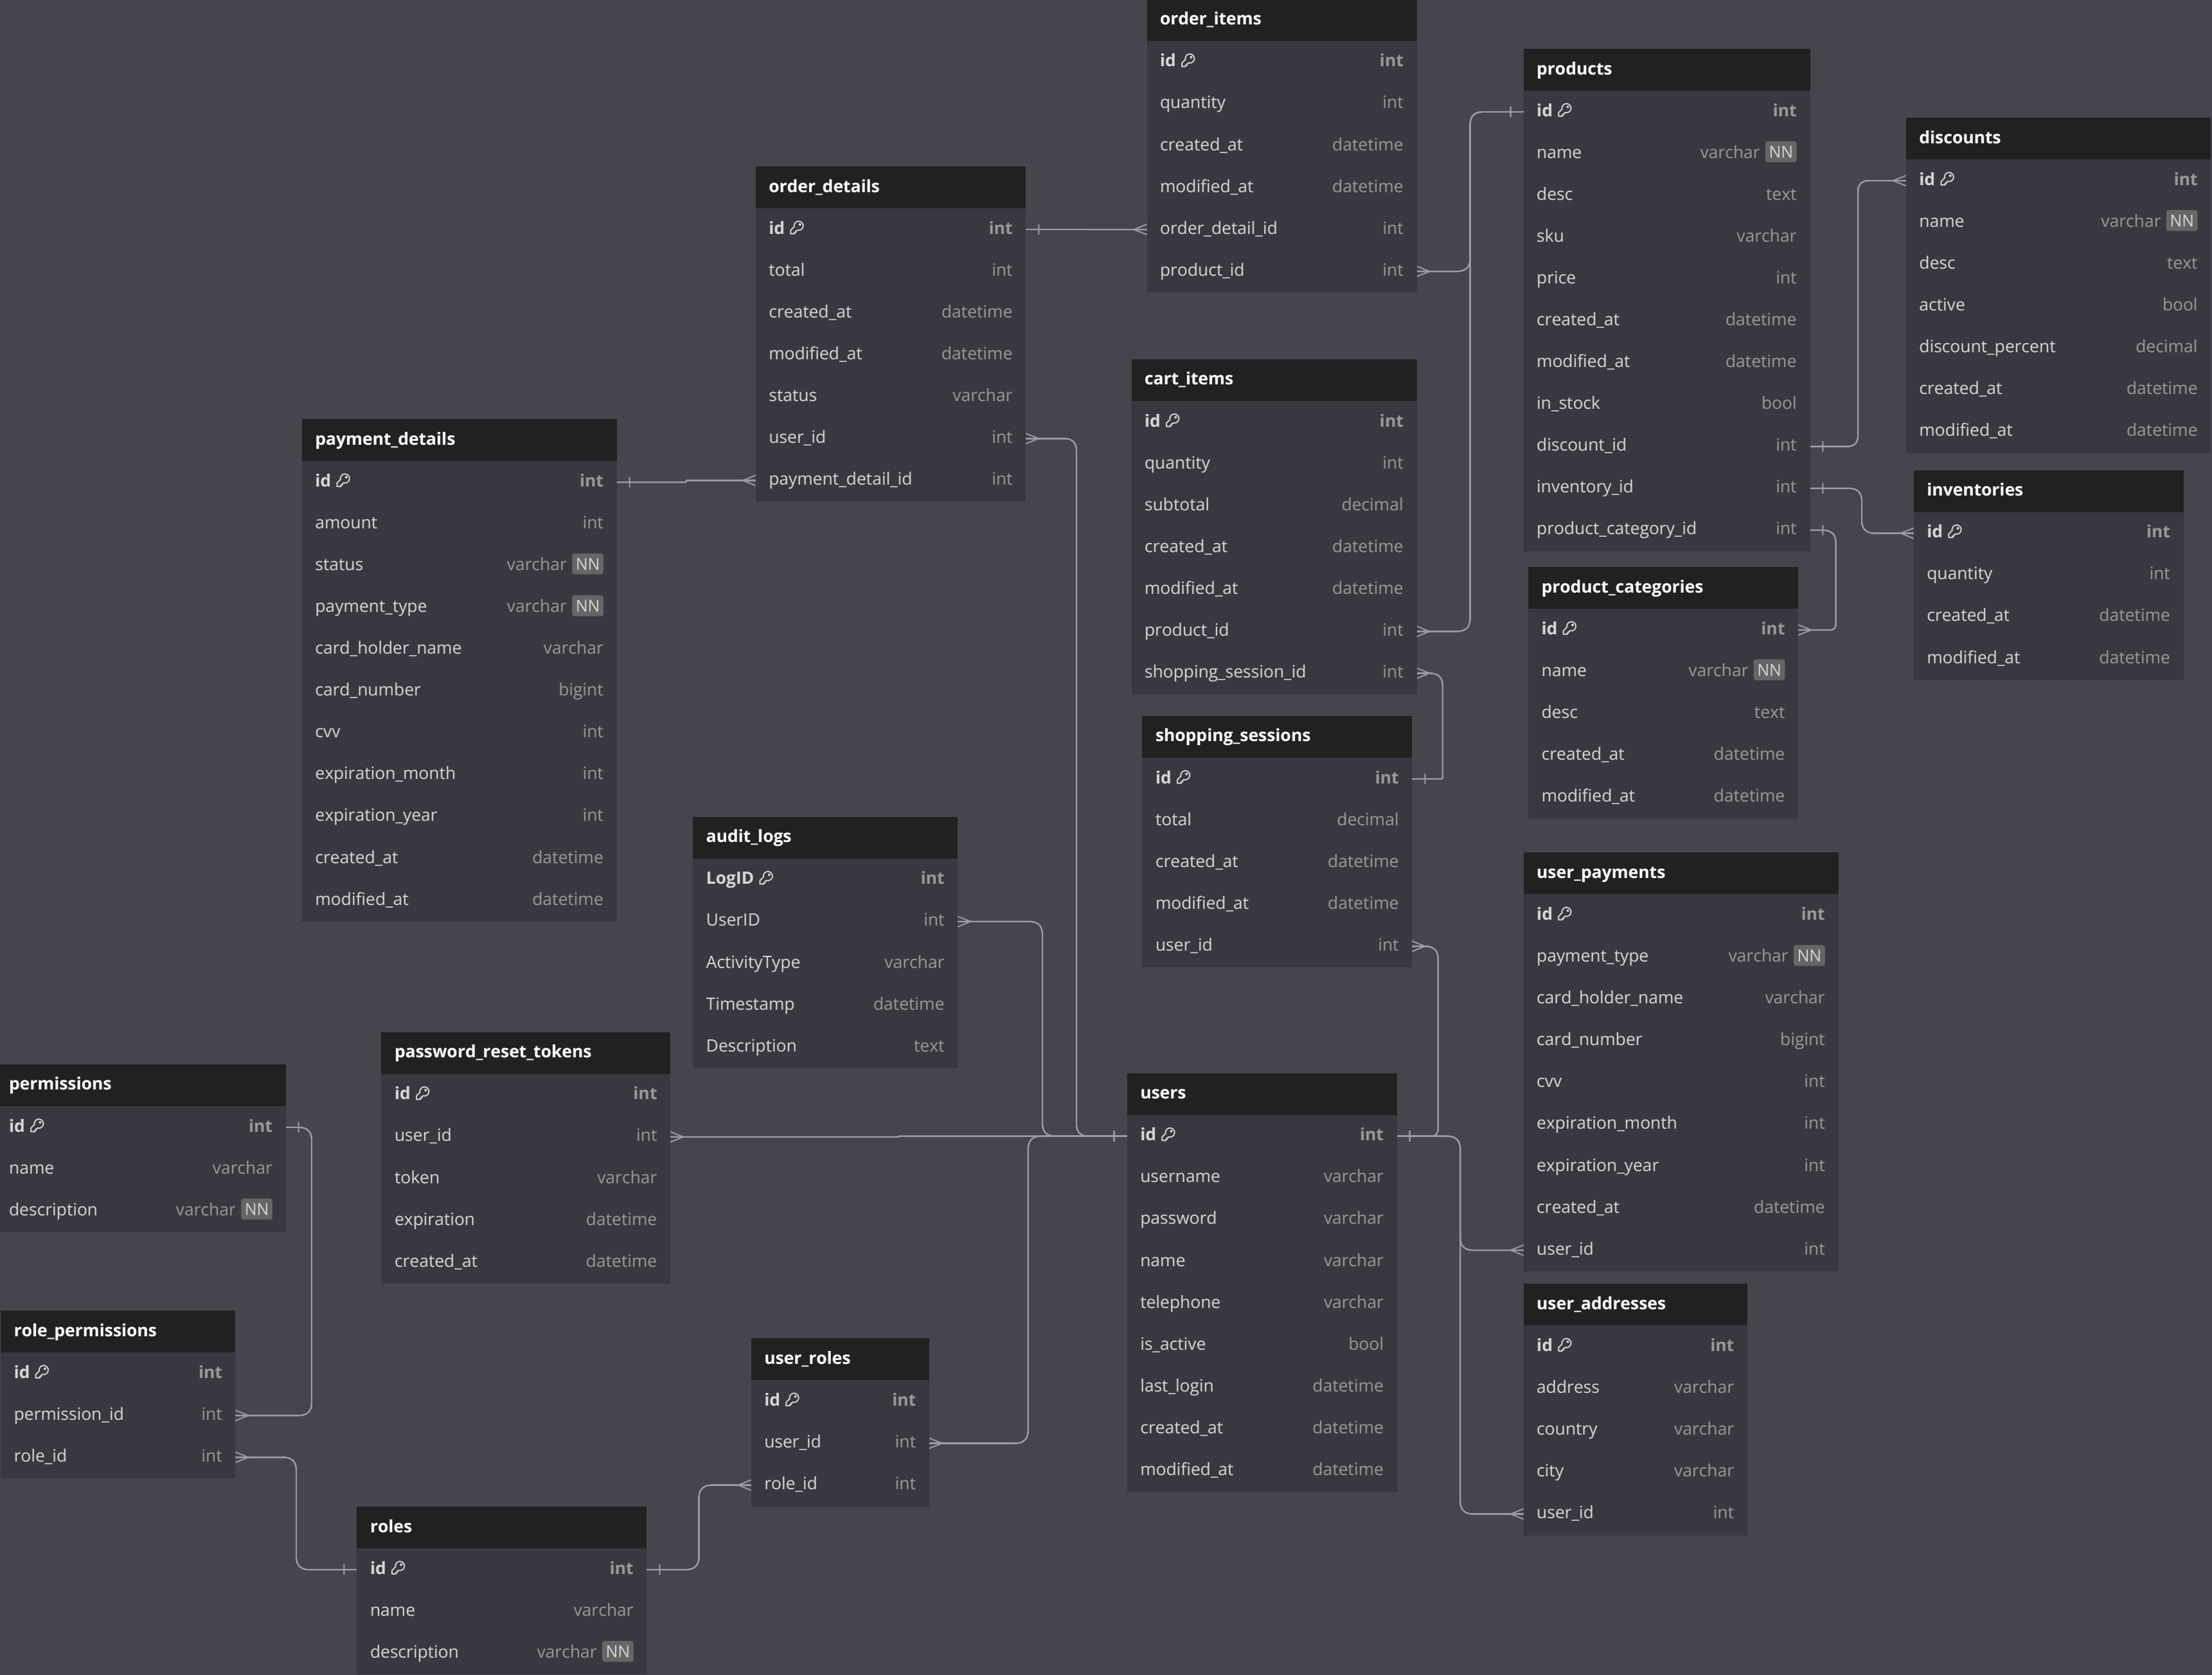 order_items
id int
quantity int
created_at datetime
modified_at datetime
order_detail_id int
product_id int
products
id int
name varchar NN
desc text
sku varchar
price int
created_at datetime
modified_at datetime
in_stock bool
discount_id int
inventory_id int
product_category_id int
discounts
id int
name varchar NN
desc text
active bool
discount_percent decimal
created_at datetime
modified_at datetime
order_details
id int
total int
created_at datetime
modified_at datetime
status varchar
user_id int
payment_detail_id int
cart_items
id int
quantity int
subtotal decimal
created_at datetime
modified_at datetime
product_id int
shopping_session_id int
payment_details
id int
amount int
status varchar NN
payment_type varchar NN
card_holder_name varchar
card_number bigint
cvv int
expiration_month int
expiration_year int
created_at datetime
modified_at datetime
inventories
id int
quantity int
created_at datetime
modified_at datetime
product_categories
id int
name varchar NN
desc text
created_at datetime
modified_at datetime
shopping_sessions
id int
total decimal
created_at datetime
modified_at datetime
user_id int
audit_logs
LogID int
UserID int
ActivityType varchar
Timestamp datetime
Description text
user_payments
id int
payment_type varchar NN
card_holder_name varchar
card_number bigint
cvv int
expiration_month int
expiration_year int
created_at datetime
user_id int
password_reset_tokens
id int
user_id int
token varchar
expiration datetime
created_at datetime
permissions
id int
name varchar
description varchar NN
users
id int
username varchar
password varchar
name varchar
telephone varchar
is_active bool
last_login datetime
created_at datetime
modified_at datetime
user_addresses
id int
address varchar
country varchar
city varchar
user_id int
role_permissions
id int
permission_id int
role_id int
user_roles
id int
user_id int
role_id int
roles
id int
name varchar
description varchar NN